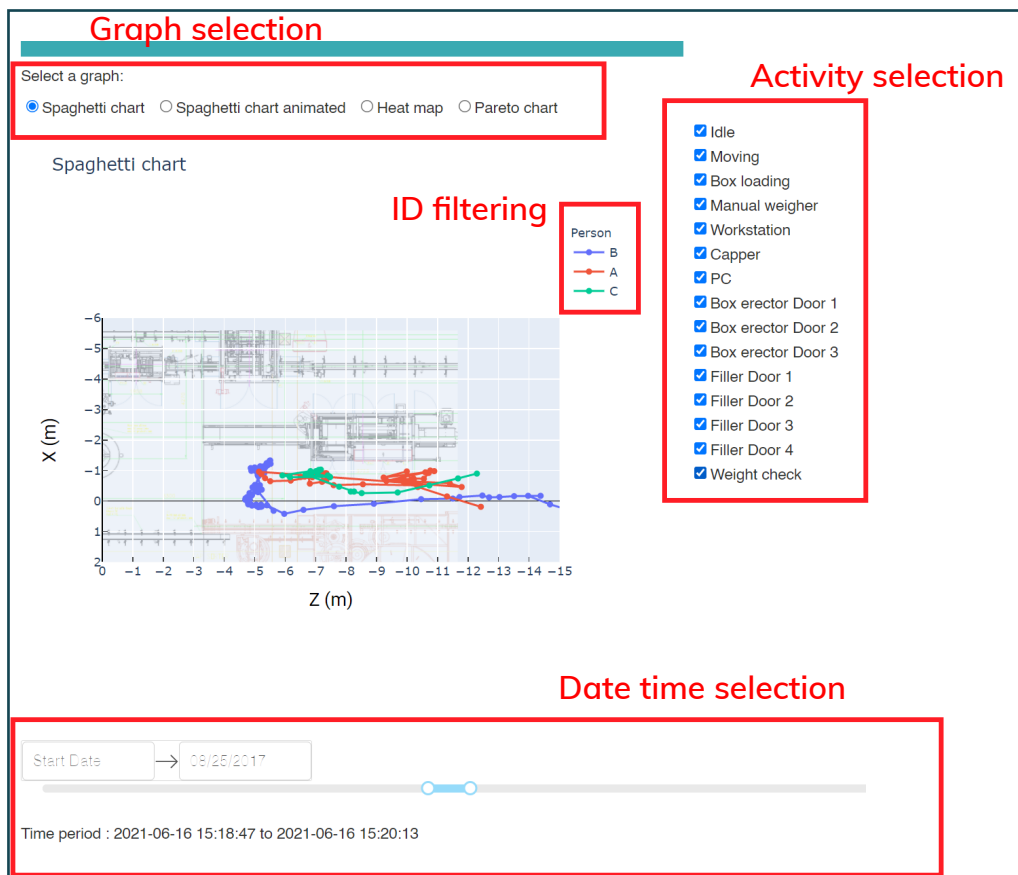 Graph selection
Select a graph:
Spaghetti chart Spaghetti chart animated Heat map Pareto chart
Activity selection
Idle
Moving
Box loading
Manual weigher
Workstation
Capper
PC
Box erector Door 1
Box erector Door 2
Box erector Door 3
Filler Door 1
Filler Door 2
Filler Door 3
Filler Door 4
Weight check
Spaghetti chart
ID filtering
Person
B
A
C
−6
−5
−4
−3
−2
−1
0
1
2
X (m)
0 −1 −2 −3 −4 −5 −6 −7 −8 −9 −10 −11 −12 −13 −14 −15
Z (m)
Date time selection
Start Date → 08/25/2017
Time period : 2021-06-16 15:18:47 to 2021-06-16 15:20:13